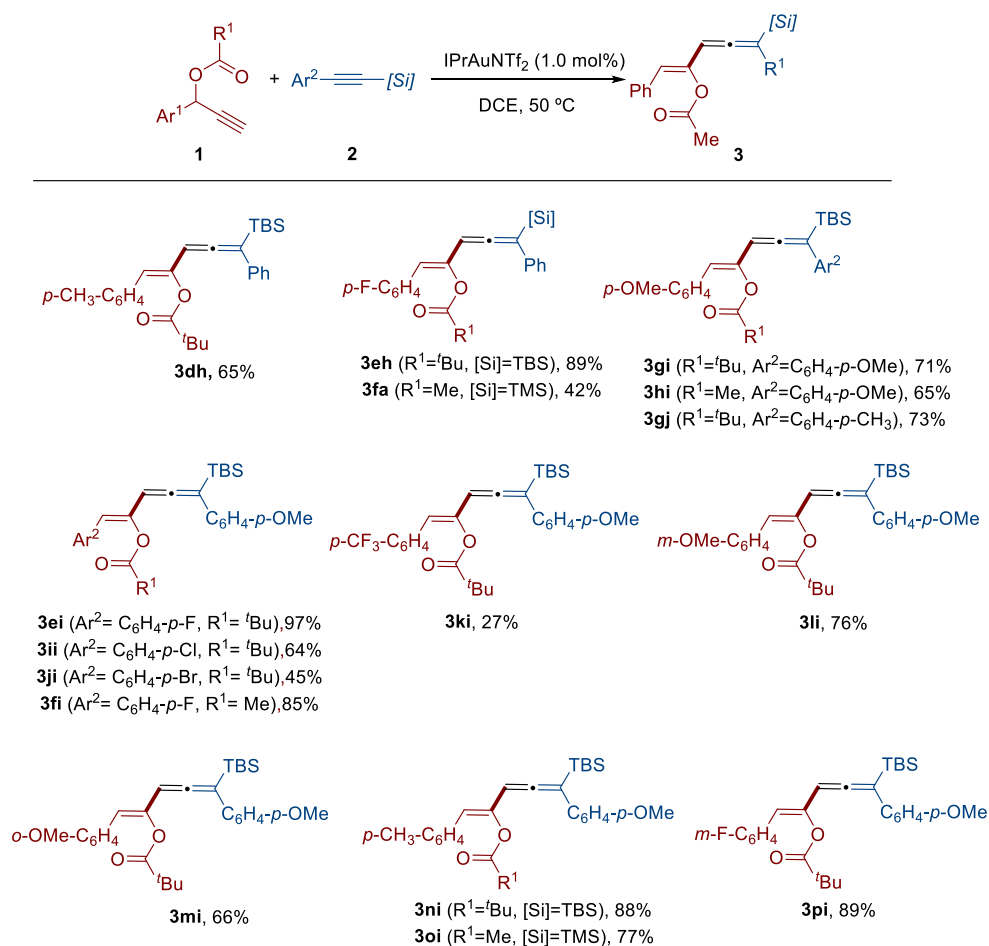 R¹
O
O
Ar¹
1
+
Ar²
[Si]
2
IPrAuNTf₂ (1.0 mol%)
DCE, 50 ºC
[Si]
R¹
Ph
O
O
Me
3
TBS
Ph
p-CH₃-C₆H₄
O
O
ᵗBu
3dh, 65%
[Si]
Ph
p-F-C₆H₄
O
O
R¹
3eh (R¹=ᵗBu, [Si]=TBS), 89%
3fa (R¹=Me, [Si]=TMS), 42%
TBS
Ar²
p-OMe-C₆H₄
O
O
R¹
3gi (R¹=ᵗBu, Ar²=C₆H₄-p-OMe), 71%
3hi (R¹=Me, Ar²=C₆H₄-p-OMe), 65%
3gj (R¹=ᵗBu, Ar²=C₆H₄-p-CH₃), 73%
TBS
C₆H₄-p-OMe
Ar²
O
O
R¹
3ei (Ar²= C₆H₄-p-F, R¹= ᵗBu),97%
3ii (Ar²= C₆H₄-p-Cl, R¹= ᵗBu),64%
3ji (Ar²= C₆H₄-p-Br, R¹= ᵗBu),45%
3fi (Ar²= C₆H₄-p-F, R¹= Me),85%
TBS
C₆H₄-p-OMe
p-CF₃-C₆H₄
O
O
ᵗBu
3ki, 27%
TBS
C₆H₄-p-OMe
m-OMe-C₆H₄
O
O
ᵗBu
3li, 76%
TBS
C₆H₄-p-OMe
o-OMe-C₆H₄
O
O
ᵗBu
3mi, 66%
TBS
C₆H₄-p-OMe
p-CH₃-C₆H₄
O
O
R¹
3ni (R¹=ᵗBu, [Si]=TBS), 88%
3oi (R¹=Me, [Si]=TMS), 77%
TBS
C₆H₄-p-OMe
m-F-C₆H₄
O
O
ᵗBu
3pi, 89%